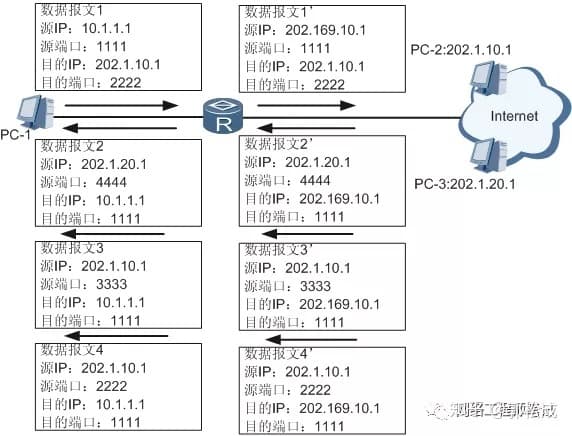 数据报文1
源IP：10.1.1.1
源端口：1111
目的IP：202.1.10.1
目的端口：2222
数据报文1’
源IP：202.169.10.1
源端口：1111
目的IP：202.1.10.1
目的端口：2222
PC-2:202.1.10.1
PC-1
R
Internet
PC-3:202.1.20.1
数据报文2
源IP：202.1.20.1
源端口：4444
目的IP：10.1.1.1
目的端口：1111
数据报文2’
源IP：202.1.20.1
源端口：4444
目的IP：202.169.10.1
目的端口：1111
数据报文3
源IP：202.1.10.1
源端口：3333
目的IP：10.1.1.1
目的端口：1111
数据报文3’
源IP：202.1.10.1
源端口：3333
目的IP：202.169.10.1
目的端口：1111
数据报文4
源IP：202.1.10.1
源端口：2222
目的IP：10.1.1.1
目的端口：1111
数据报文4’
源IP：202.1.10.1
源端口：2222
目的IP：202.169.10.1
目的端口：1111
网络工程师